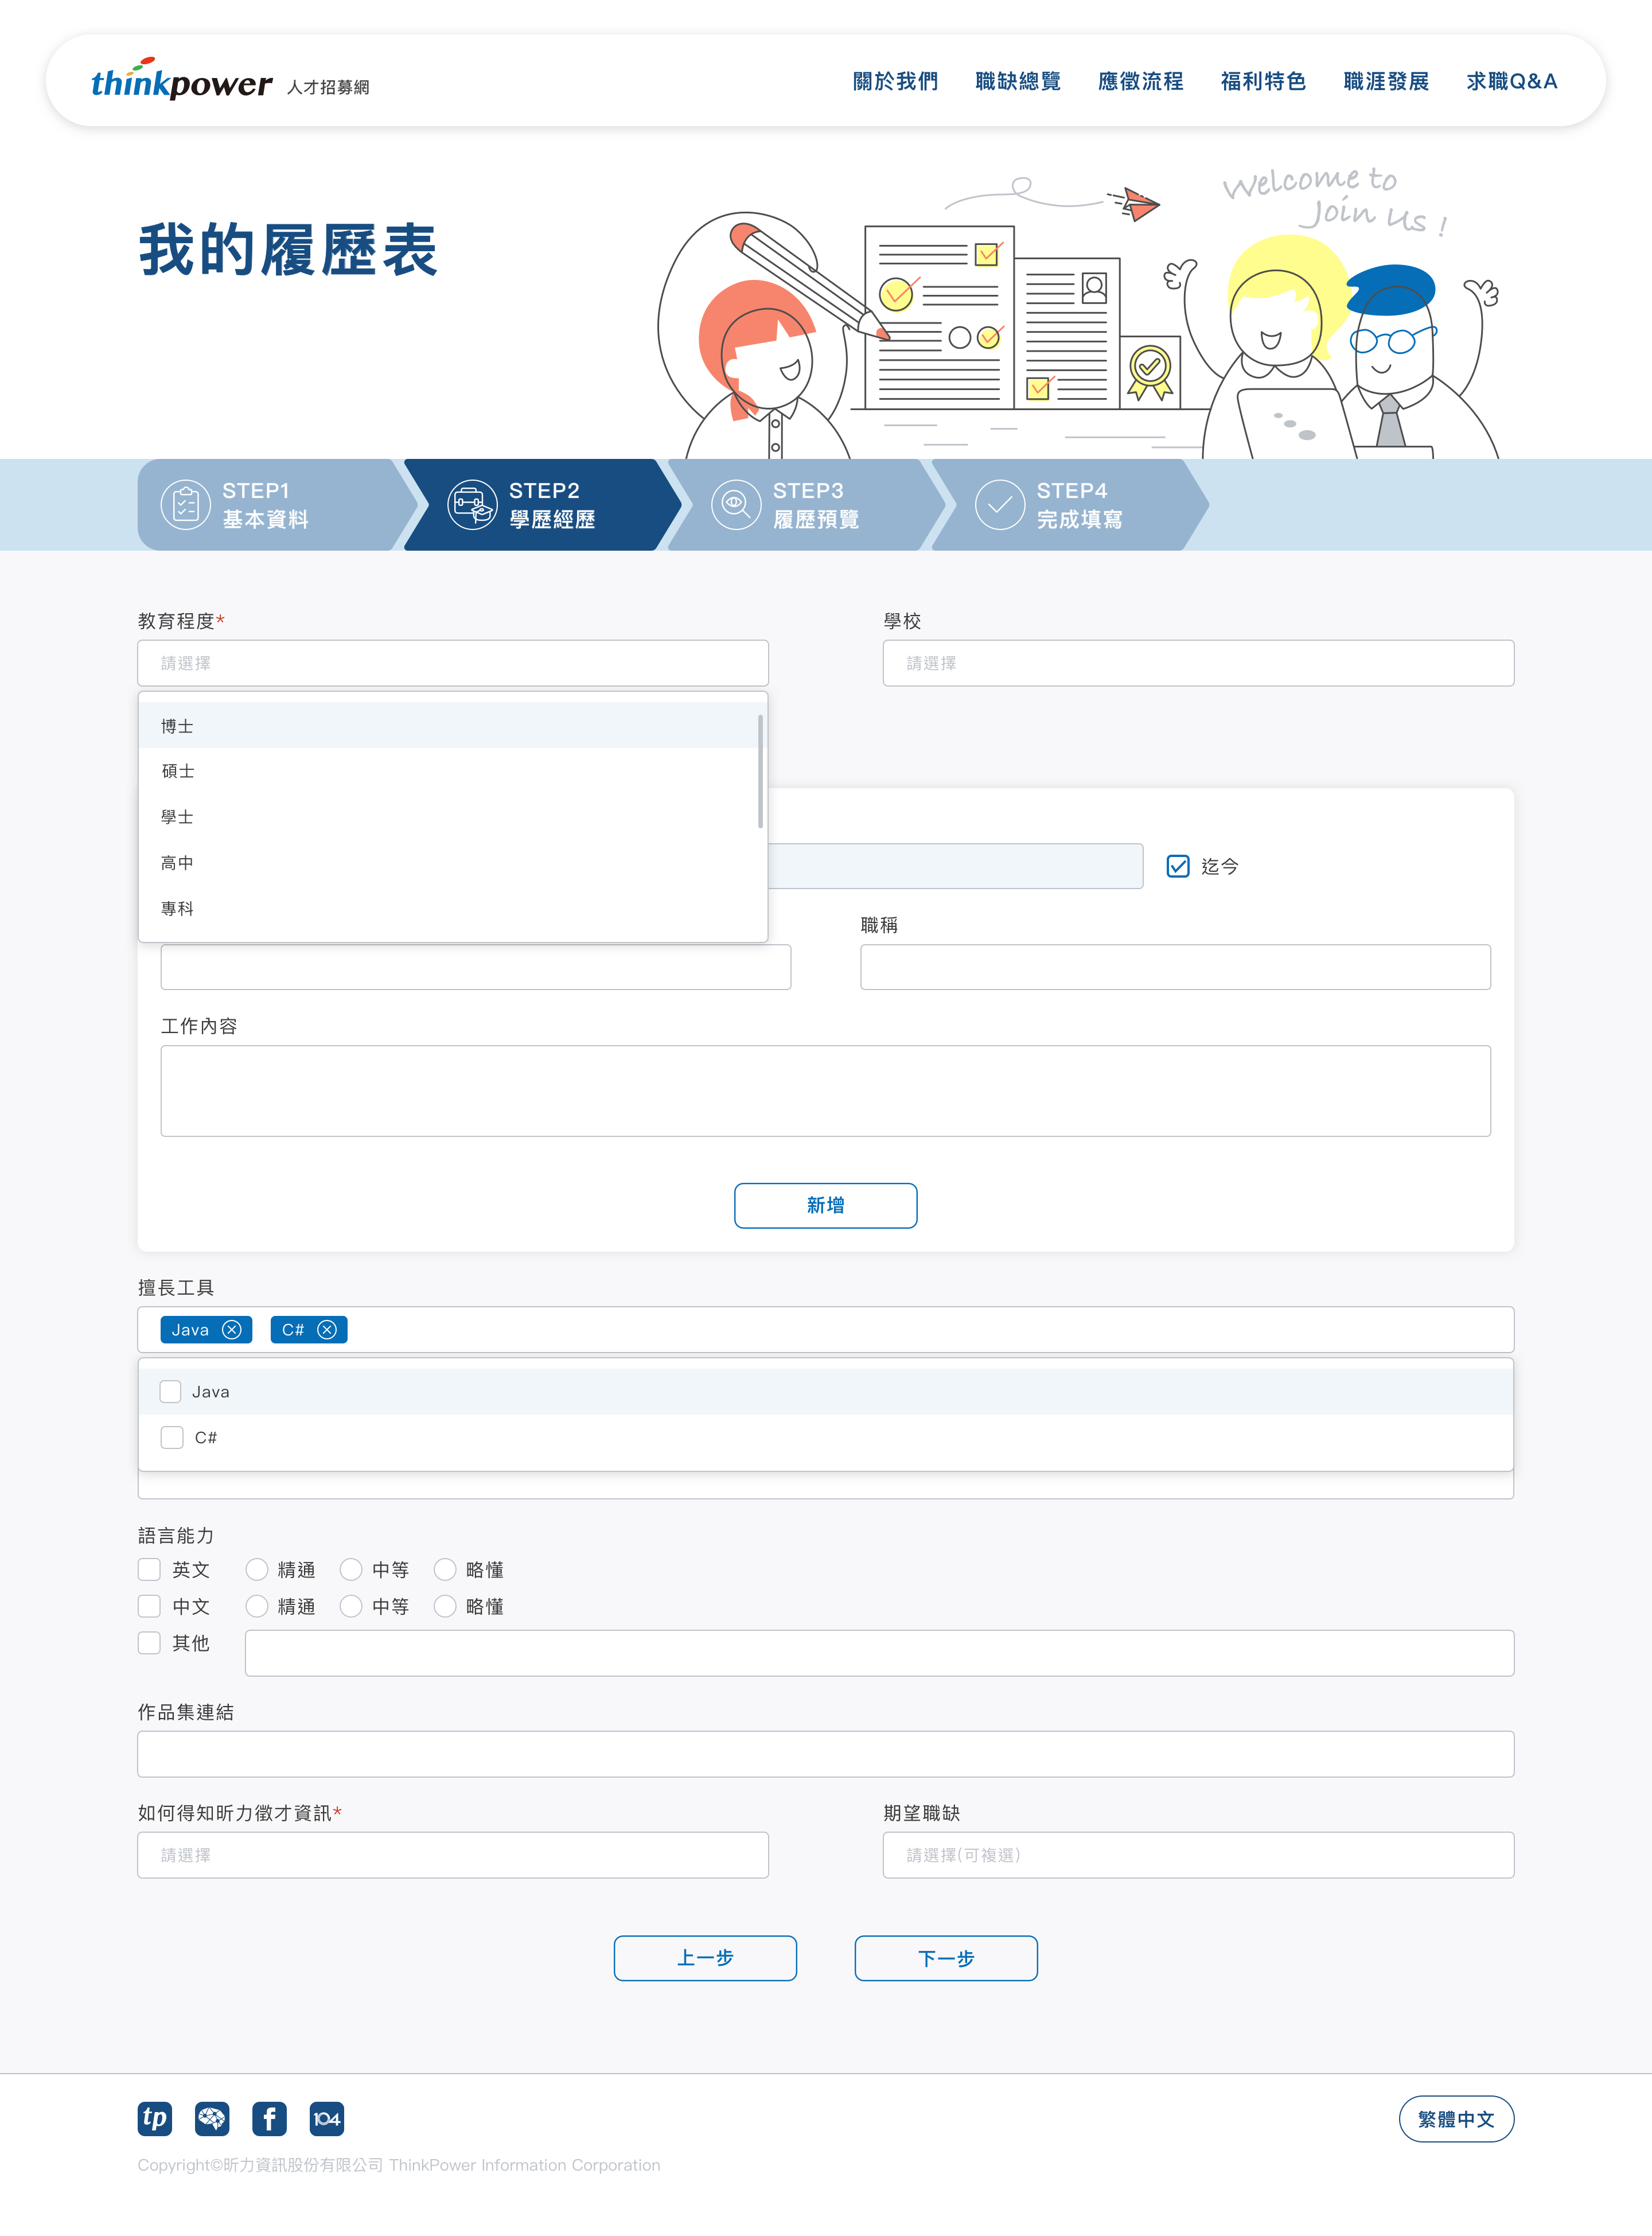 thinkpower 人才招募網
關於我們 職缺總覽 應徵流程 福利特色 職涯發展 求職Q&A
Welcome to
Join Us !
我的履歷表
STEP1
基本資料
STEP2
學歷經歷
STEP3
履歷預覽
STEP4
完成填寫
教育程度*
請選擇
學校
請選擇
博士
碩士
學士
高中
專科
迄今
職稱
工作內容
新增
擅長工具
Java C#
Java
C#
語言能力
英文 精通 中等 略懂
中文 精通 中等 略懂
其他
作品集連結
如何得知昕力徵才資訊*
請選擇
期望職缺
請選擇(可複選)
上一步 下一步
tp f 104
繁體中文
Copyright©昕力資訊股份有限公司 ThinkPower Information Corporation